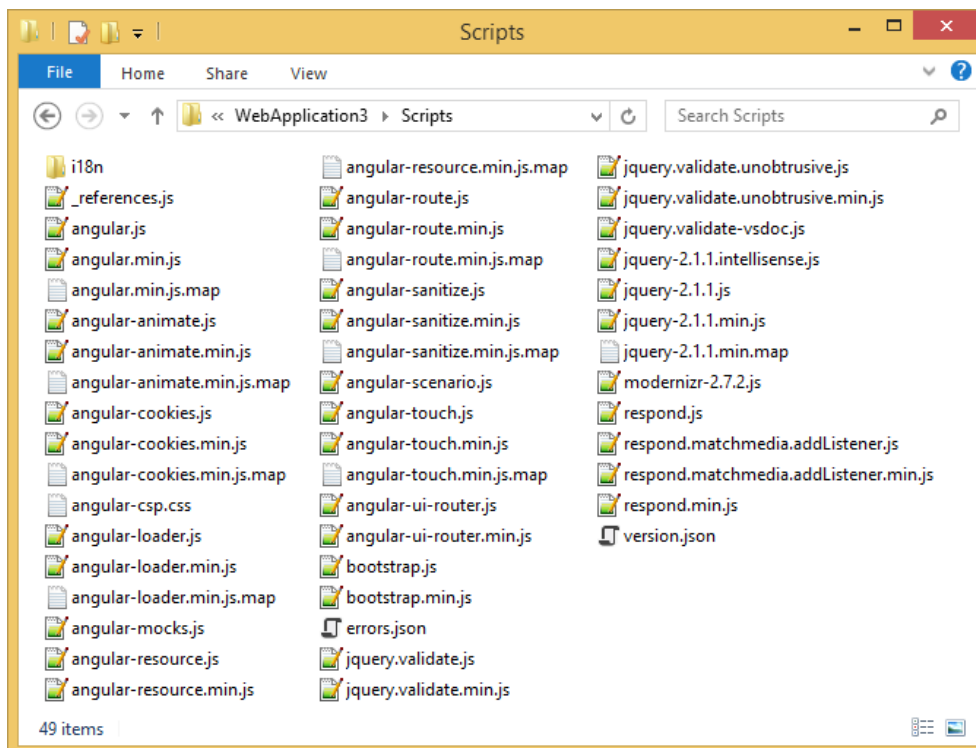 Scripts
File Home Share View
« WebApplication3 Scripts Search Scripts
i18n
_references.js
angular.js
angular.min.js
angular.min.js.map
angular-animate.js
angular-animate.min.js
angular-animate.min.js.map
angular-cookies.js
angular-cookies.min.js
angular-cookies.min.js.map
angular-csp.css
angular-loader.js
angular-loader.min.js
angular-loader.min.js.map
angular-mocks.js
angular-resource.js
angular-resource.min.js
angular-resource.min.js.map
angular-route.js
angular-route.min.js
angular-route.min.js.map
angular-sanitize.js
angular-sanitize.min.js
angular-sanitize.min.js.map
angular-scenario.js
angular-touch.js
angular-touch.min.js
angular-touch.min.js.map
angular-ui-router.js
angular-ui-router.min.js
bootstrap.js
bootstrap.min.js
errors.json
jquery.validate.js
jquery.validate.min.js
jquery.validate.unobtrusive.js
jquery.validate.unobtrusive.min.js
jquery.validate-vsdoc.js
jquery-2.1.1.intellisense.js
jquery-2.1.1.js
jquery-2.1.1.min.js
jquery-2.1.1.min.map
modernizr-2.7.2.js
respond.js
respond.matchmedia.addListener.js
respond.matchmedia.addListener.min.js
respond.min.js
version.json
49 items